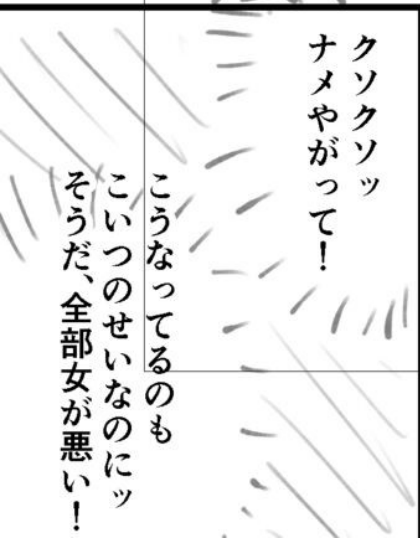 クソクソッ
ナメやがって！
こうなってるのも
こいつのせいなのにッ
そうだ、全部女が悪い！